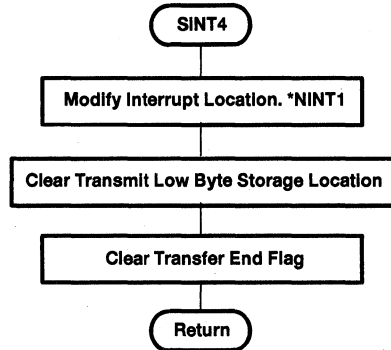 SINT4
Modify Interrupt Location. *NINT1
Clear Transmit Low Byte Storage Location
Clear Transfer End Flag
Return